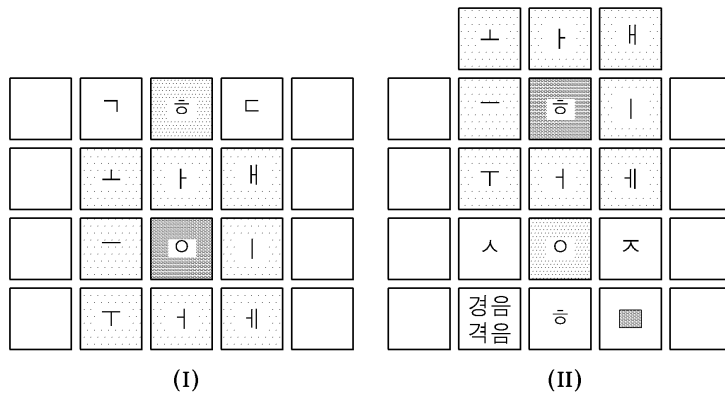 ㄱ ㅎ ㄷ
ㅗ ㅏ ㅐ
ㅡ ㅇ ㅣ
ㅜ ㅓ ㅔ
(I)
ㅗ ㅏ ㅐ
ㅡ ㅎ ㅣ
ㅜ ㅓ ㅔ
ㅅ ㅇ ㅈ
경음
격음
ㅎ
(II)